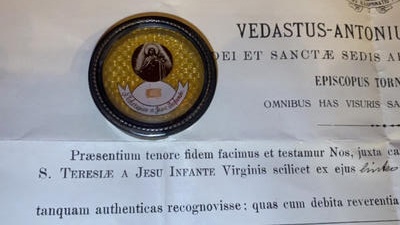 VEDASTUS-ANTONIU
DEI ET SANCTÆ SEDIS A
EPISCOPUS TORN
OMNIBUS HAS VISURIS SA
Præsentium tenore fidem facimus et testamur Nos, juxta ca
S. TERESIÆ A JESU INFANTE Virginis scilicet ex ejus
tanquam authenticas recognovisse : quas cum debita reverentia